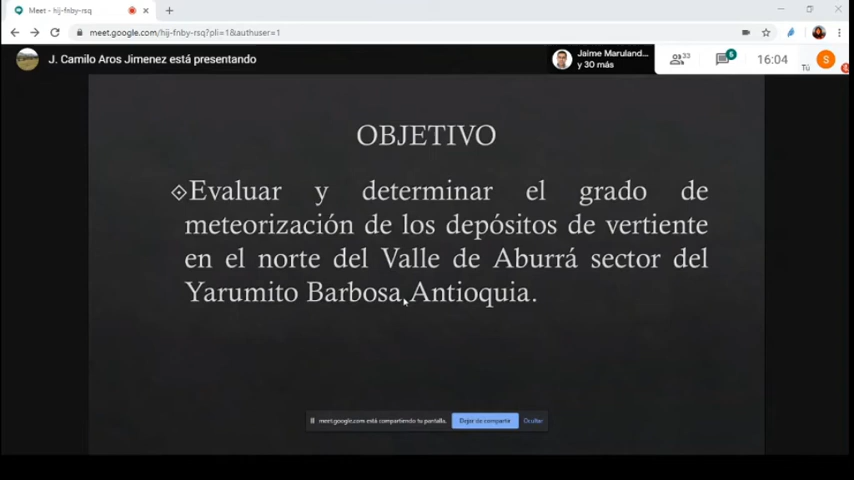 Meet - hij-fnby-rsq
meet.google.com/hij-fnby-rsq?pli=1&authuser=1
J. Camilo Aros Jimenez está presentando
Jaime Maruland...
y 30 más
33
5
16:04
Tú
S
OBJETIVO
Evaluar y determinar el grado de
meteorización de los depósitos de vertiente
en el norte del Valle de Aburrá sector del
Yarumito Barbosa,Antioquia.
meet.google.com está compartiendo tu pantalla.
Dejar de compartir
Ocultar